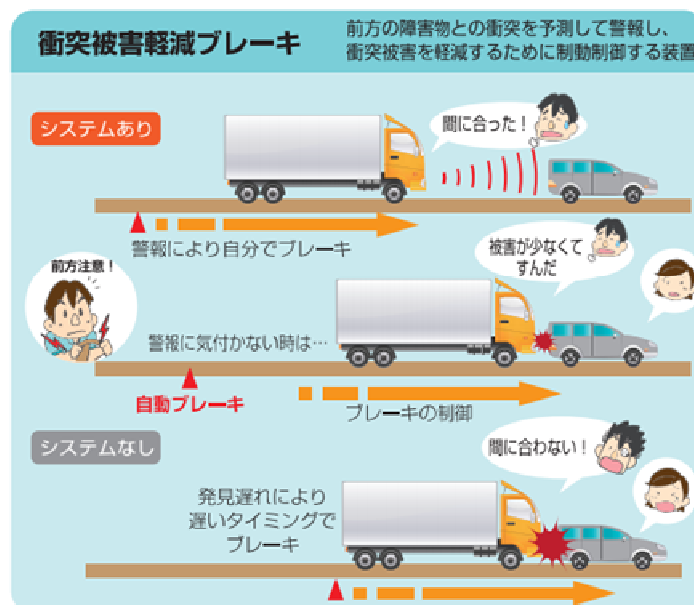 衝突被害軽減ブレーキ
前方の障害物との衝突を予測して警報し、
衝突被害を軽減するために制動制御する装置
システムあり
間に合った!
警報により自分でブレーキ
前方注意!
被害が少なくて
すんだ
警報に気付かない時は…
自動ブレーキ
ブレーキの制御
システムなし
間に合わない!
発見遅れにより
遅いタイミングで
ブレーキ